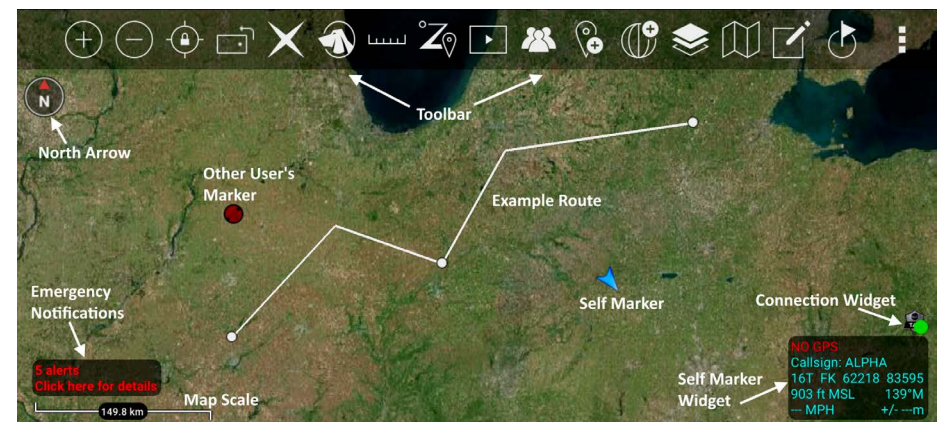 N
Toolbar
North Arrow
Other User's
Marker
Example Route
Emergency
Notifications
Self Marker
Connection Widget
5 alerts
Click here for details
Map Scale
149.8 km
Self Marker
Widget
NO GPS
Callsign: ALPHA
16T FK 62218 83595
903 ft MSL 139°M
--- MPH +/- ---m